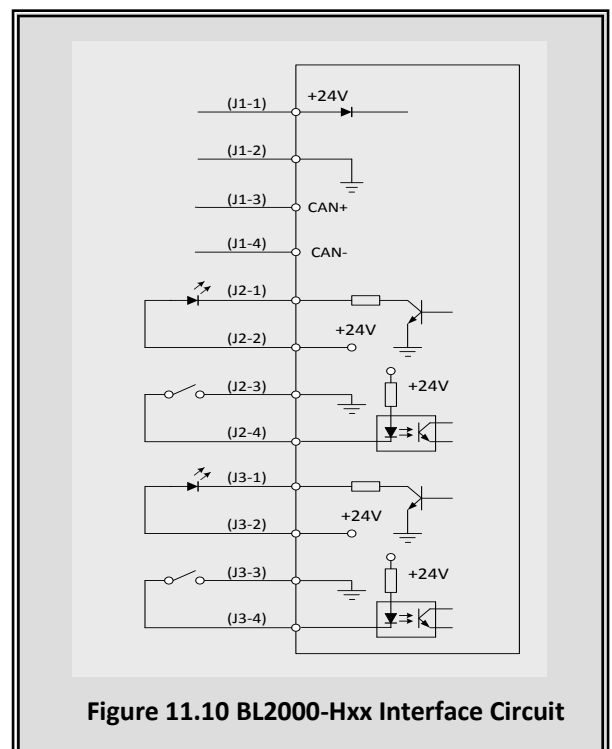 (J1-1) +24V
(J1-2)
(J1-3) CAN+
(J1-4) CAN-
(J2-1)
(J2-2) +24V
(J2-3) +24V
(J2-4)
(J3-1)
(J3-2) +24V
(J3-3) +24V
(J3-4)
Figure 11.10 BL2000-Hxx Interface Circuit